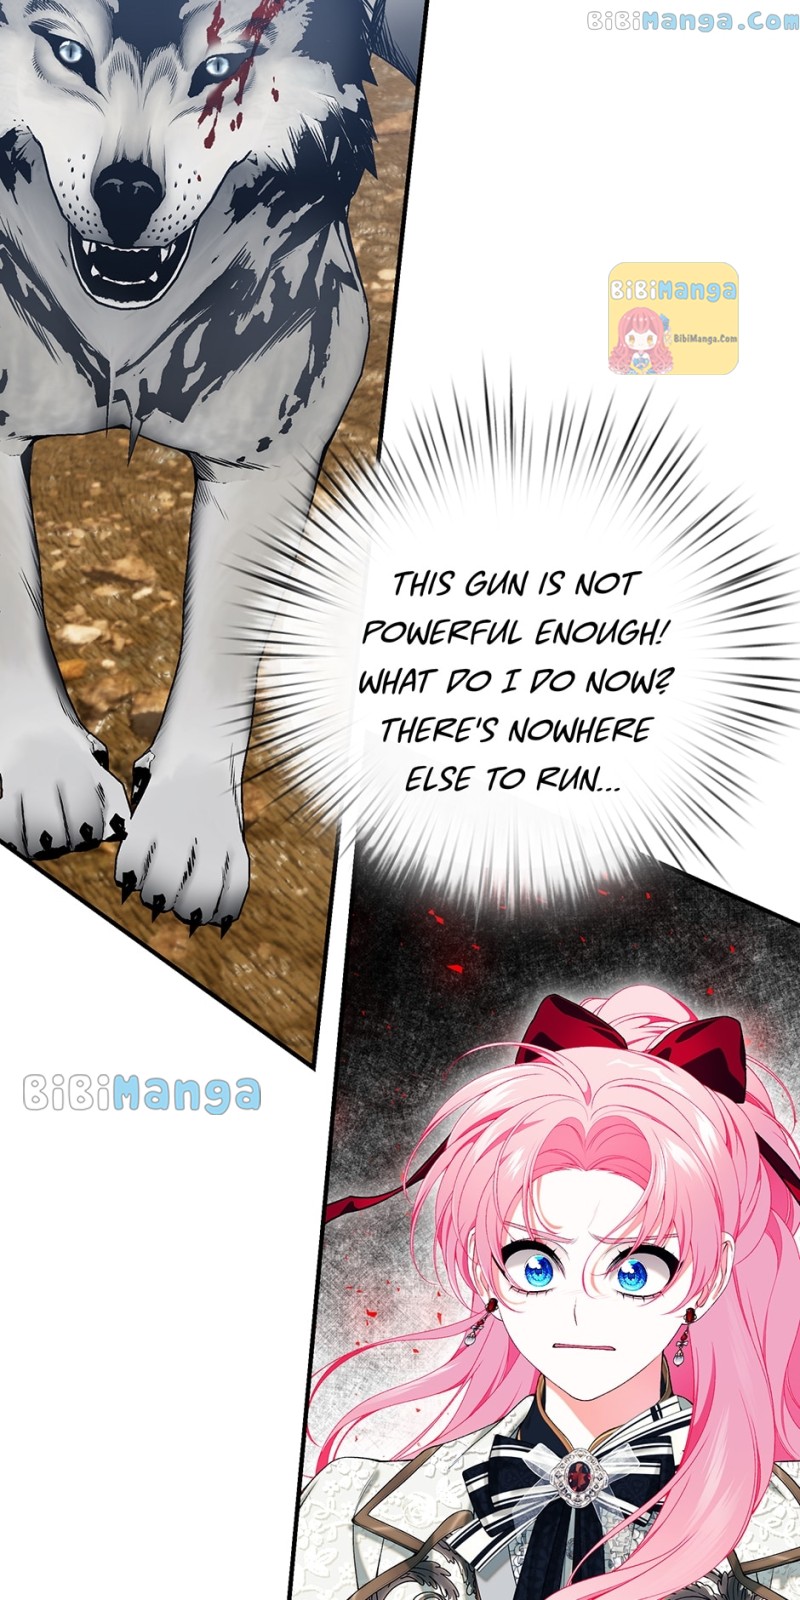 BiBiManga.Com
BiBiManga
BibiManga.Com
THIS GUN IS NOT
POWERFUL ENOUGH!
WHAT DO I DO NOW?
THERE'S NOWHERE
ELSE TO RUN...
BiBiManga